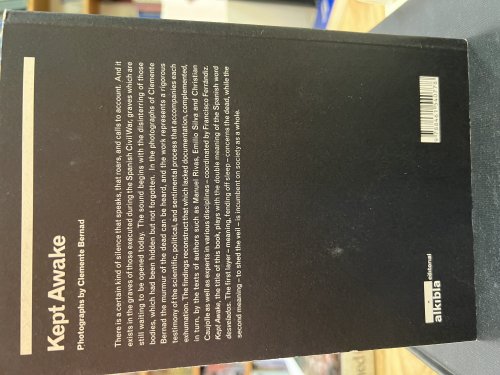 Kept Awake
Photographs by Clemente Bernad
There is a certain kind of silence that speaks, that roars, and calls to account. And it
exists in the graves of those executed during the Spanish Civil War, graves which are
still waiting to be opened today. The sound begins with the disinterring of those
bodies, which had been hidden but not forgotten. In the photographs of Clemente
Bernad the murmur of the dead can be heard, and the work represents a rigorous
testimony of the scientific, political, and sentimental process that accompanies each
exhumation. The findings reconstruct that which lacked documentation, complemented,
in turn, by the texts of authors such as Manuel Rivas, Emilio Silva and Christian
Caujolle as well as experts in various disciplines – coordinated by Francisco Ferrándiz.
Kept Awake, the title of this book, plays with the double meaning of the Spanish word
desvelados. The first layer – meaning, fending off sleep – concerns the dead, while the
second meaning – to shed the veil – is incumbent on society as a whole.
editorial
alkibla